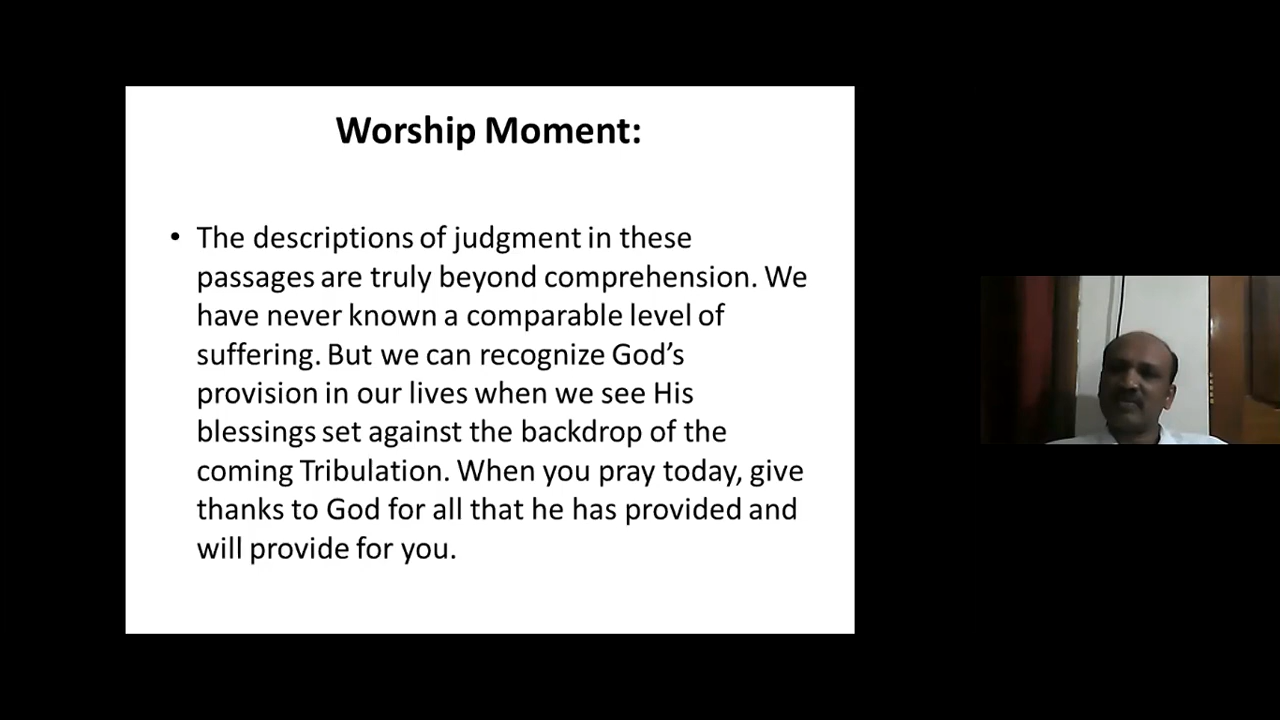 Worship Moment:
• The descriptions of judgment in these
passages are truly beyond comprehension. We
have never known a comparable level of
suffering. But we can recognize God’s
provision in our lives when we see His
blessings set against the backdrop of the
coming Tribulation. When you pray today, give
thanks to God for all that he has provided and
will provide for you.